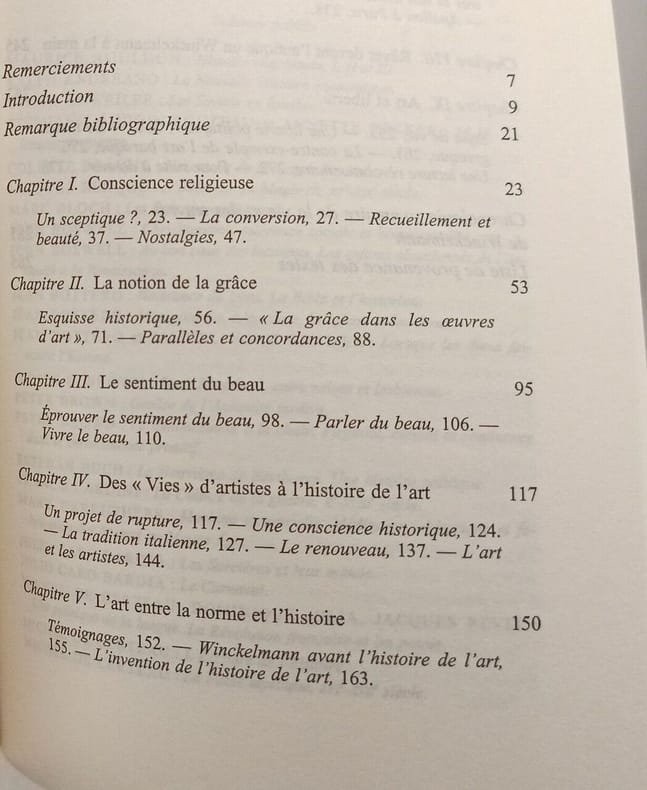 Remerciements 7
Introduction 9
Remarque bibliographique 21
Chapitre I. Conscience religieuse 23
Un sceptique ?, 23. — La conversion, 27. — Recueillement et
beauté, 37. — Nostalgies, 47.
Chapitre II. La notion de la grâce 53
Esquisse historique, 56. — « La grâce dans les œuvres
d'art », 71. — Parallèles et concordances, 88.
Chapitre III. Le sentiment du beau 95
Éprouver le sentiment du beau, 98. — Parler du beau, 106. —
Vivre le beau, 110.
Chapitre IV. Des « Vies » d'artistes à l'histoire de l'art 117
Un projet de rupture, 117. — Une conscience historique, 124.
— La tradition italienne, 127. — Le renouveau, 137. — L'art
et les artistes, 144.
Chapitre V. L'art entre la norme et l'histoire 150
Témoignages, 152. — Winckelmann avant l'histoire de l'art,
155. — L'invention de l'histoire de l'art, 163.